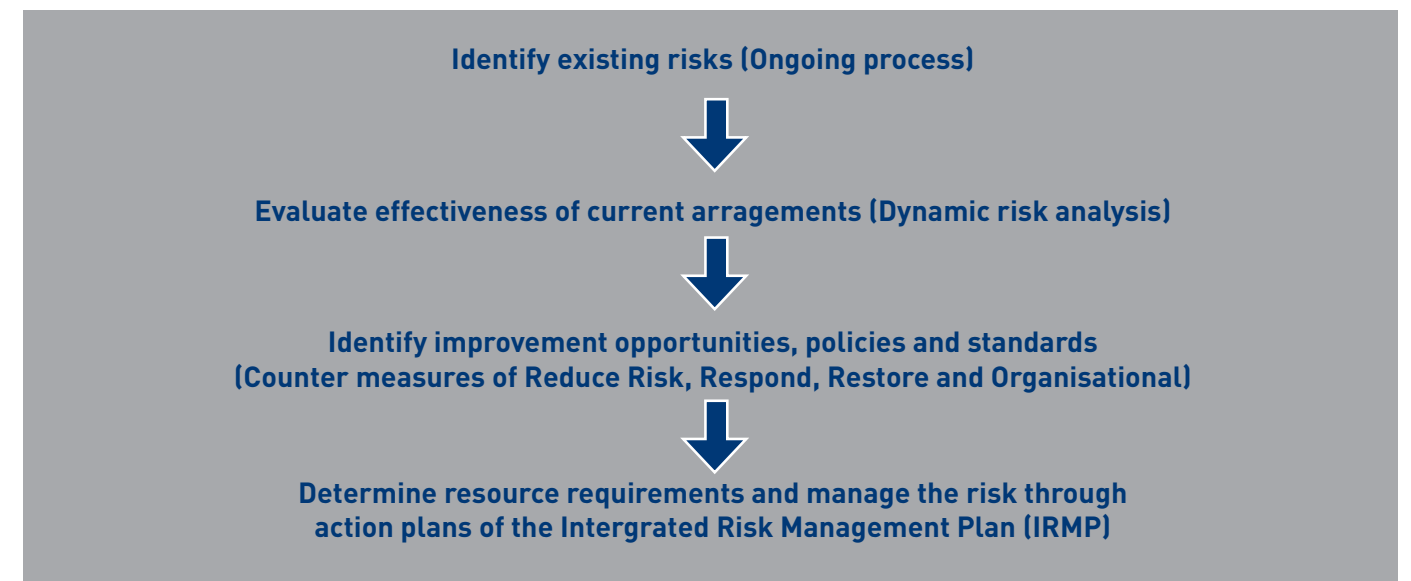 Identify existing risks (Ongoing process)
Evaluate effectiveness of current arragements (Dynamic risk analysis)
Identify improvement opportunities, policies and standards
(Counter measures of Reduce Risk, Respond, Restore and Organisational)
Determine resource requirements and manage the risk through
action plans of the Intergrated Risk Management Plan (IRMP)